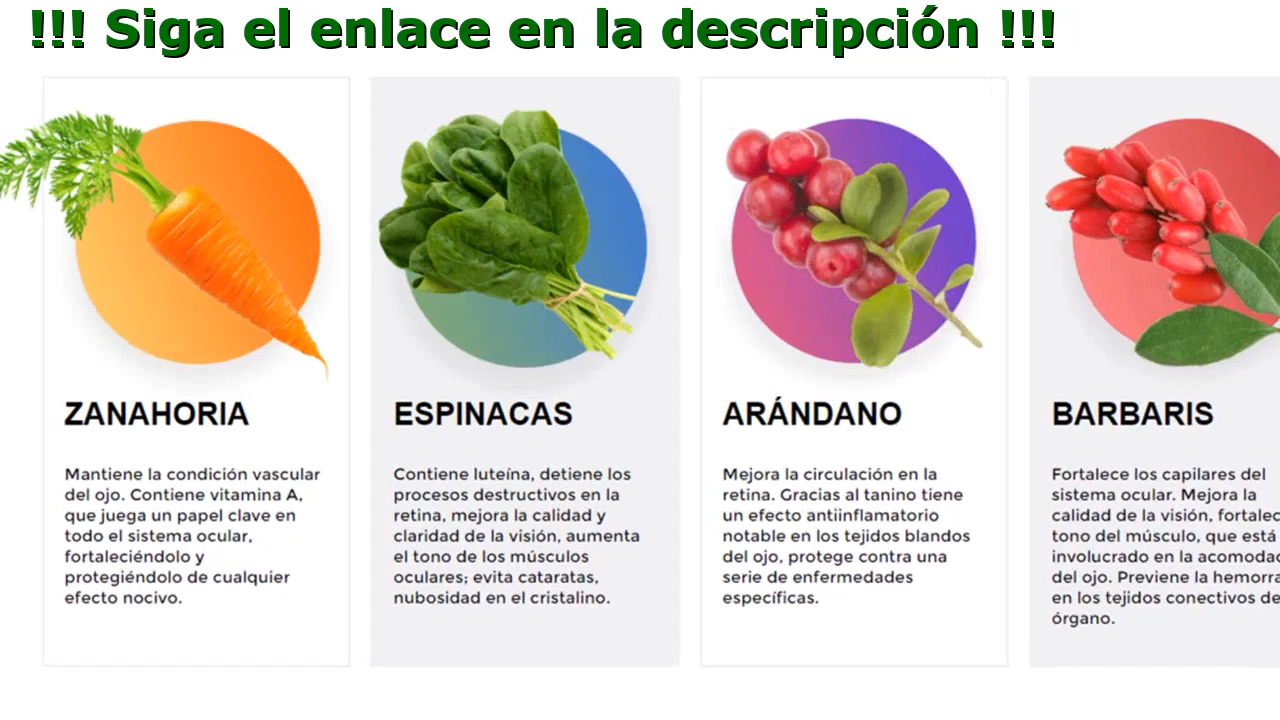 !!! Siga el enlace en la descripción !!!
ZANAHORIA
Mantiene la condición vascular
del ojo. Contiene vitamina A,
que juega un papel clave en
todo el sistema ocular,
fortaleciéndolo y
protegiéndolo de cualquier
efecto nocivo.
ESPINACAS
Contiene luteína, detiene los
procesos destructivos en la
retina, mejora la calidad y
claridad de la visión, aumenta
el tono de los músculos
oculares; evita cataratas,
nubosidad en el cristalino.
ARÁNDANO
Mejora la circulación en la
retina. Gracias al tanino tiene
un efecto antiinflamatorio
notable en los tejidos blandos
del ojo, protege contra una
serie de enfermedades
específicas.
BARBARIS
Fortalece los capilares del
sistema ocular. Mejora la
calidad de la visión,
tono del músculo, que está
involucrado en la
del ojo. Previene la
en los tejidos conectivos
órgano.